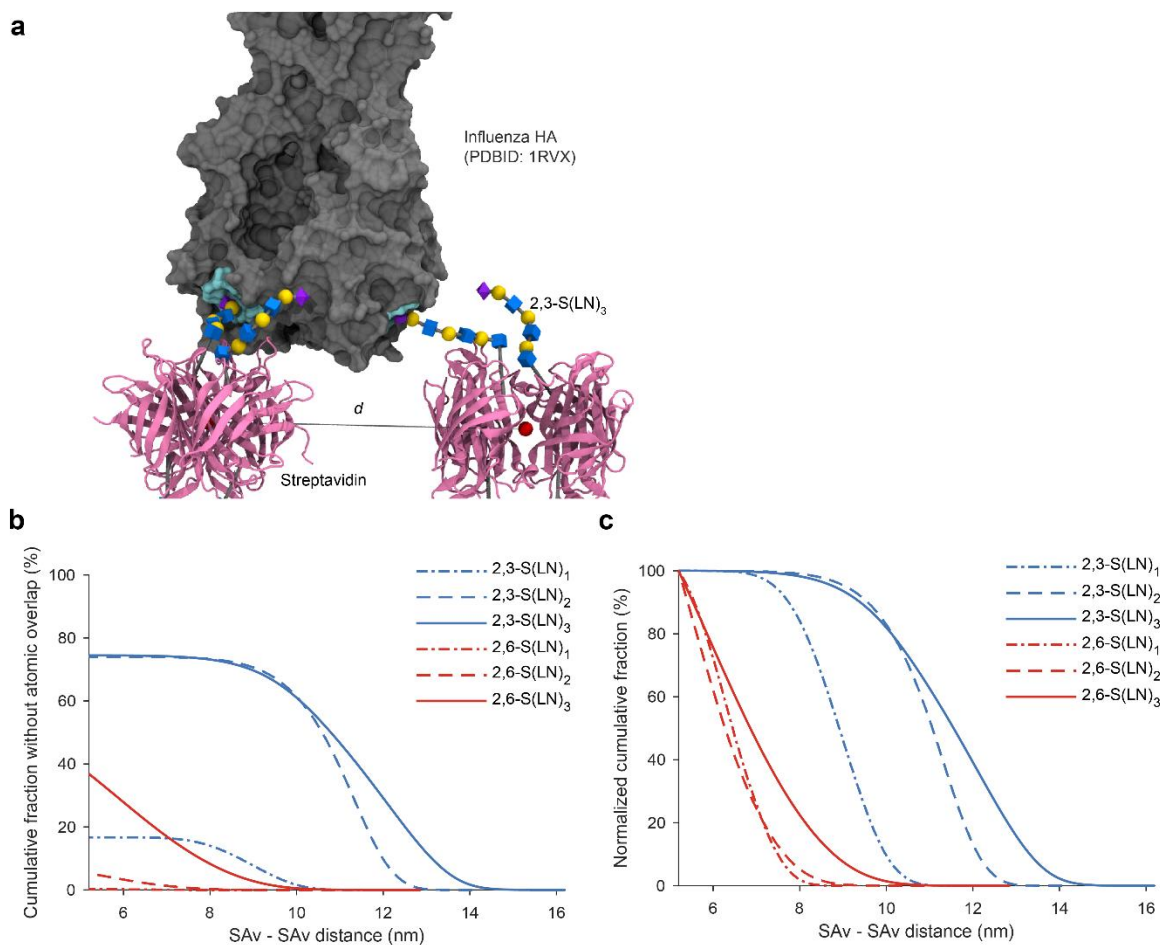 a
Influenza HA
(PDBID: 1RVX)
2,3-S(LN)3
d
Streptavidin
b
Cumulative fraction without atomic overlap (%)
100
80
60
40
20
0
6
8
10
12
14
16
SAv - SAv distance (nm)
2,3-S(LN)1
2,3-S(LN)2
2,3-S(LN)3
2,6-S(LN)1
2,6-S(LN)2
2,6-S(LN)3
c
Normalized cumulative fraction (%)
100
80
60
40
20
0
6
8
10
12
14
16
SAv - SAv distance (nm)
2,3-S(LN)1
2,3-S(LN)2
2,3-S(LN)3
2,6-S(LN)1
2,6-S(LN)2
2,6-S(LN)3